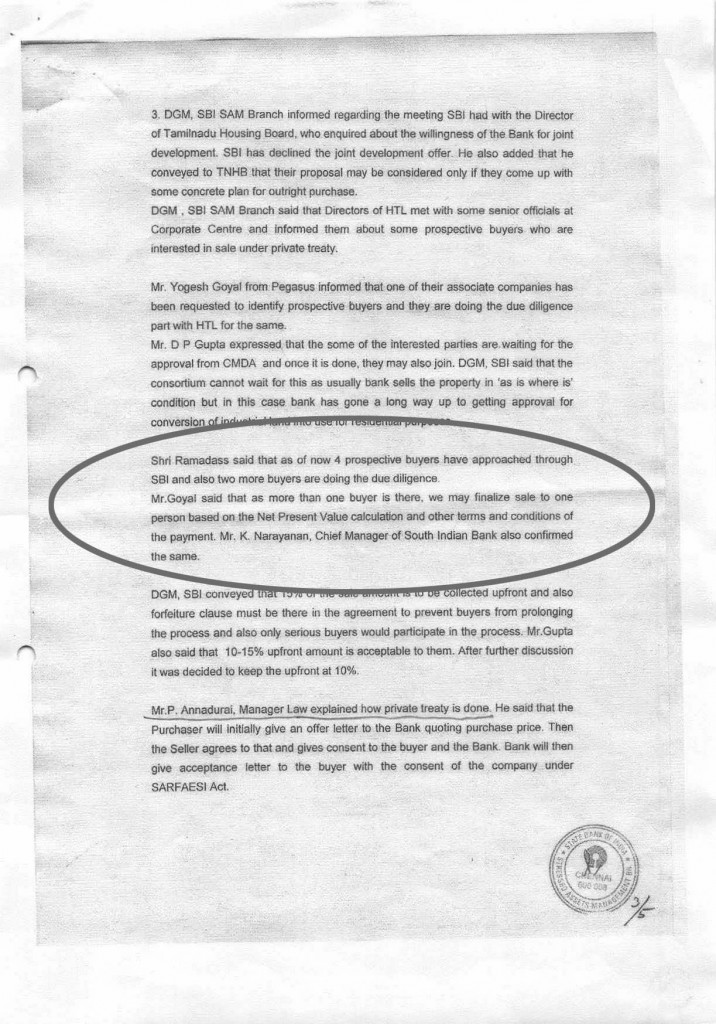 3. DGM, SBI SAM Branch informed regarding the meeting SBI had with the Director
of Tamilnadu Housing Board, who enquired about the willingness of the Bank for joint
development. SBI has declined the joint development offer. He also added that he
conveyed to TNHB that their proposal may be considered only if they come up with
some concrete plan for outright purchase.
DGM , SBI SAM Branch said that Directors of HTL met with some senior officials at
Corporate Centre and informed them about some prospective buyers who are
interested in sale under private treaty.
Mr. Yogesh Goyal from Pegasus informed that one of their associate companies has
been requested to identify prospective buyers and they are doing the due diligence
part with HTL for the same.
Mr. D P Gupta expressed that the some of the interested parties are waiting for the
approval from CMDA and once it is done, they may also join. DGM, SBI said that the
consortium cannot wait for this as usually bank sells the property in 'as is where is'
condition but in this case bank has gone a long way up to getting approval for
conversion of industrial land into use for residential purposes.
Shri Ramadass said that as of now 4 prospective buyers have approached through
SBI and also two more buyers are doing the due diligence.
Mr.Goyal said that as more than one buyer is there, we may finalize sale to one
person based on the Net Present Value calculation and other terms and conditions of
the payment. Mr. K. Narayanan, Chief Manager of South Indian Bank also confirmed
the same.
DGM, SBI conveyed that 15% of the sale amount is to be collected upfront and also
forfeiture clause must be there in the agreement to prevent buyers from prolonging
the process and also only serious buyers would participate in the process. Mr.Gupta
also said that 10-15% upfront amount is acceptable to them. After further discussion
it was decided to keep the upfront at 10%.
Mr.P. Annadurai, Manager Law explained how private treaty is done. He said that the
Purchaser will initially give an offer letter to the Bank quoting purchase price. Then
the Seller agrees to that and gives consent to the buyer and the Bank. Bank will then
give acceptance letter to the buyer with the consent of the company under
SARFAESI Act.
STATE BANK OF INDIA
CHENNAI
600 008
STRESSED ASSETS MANAGEMENT BR.
3/5